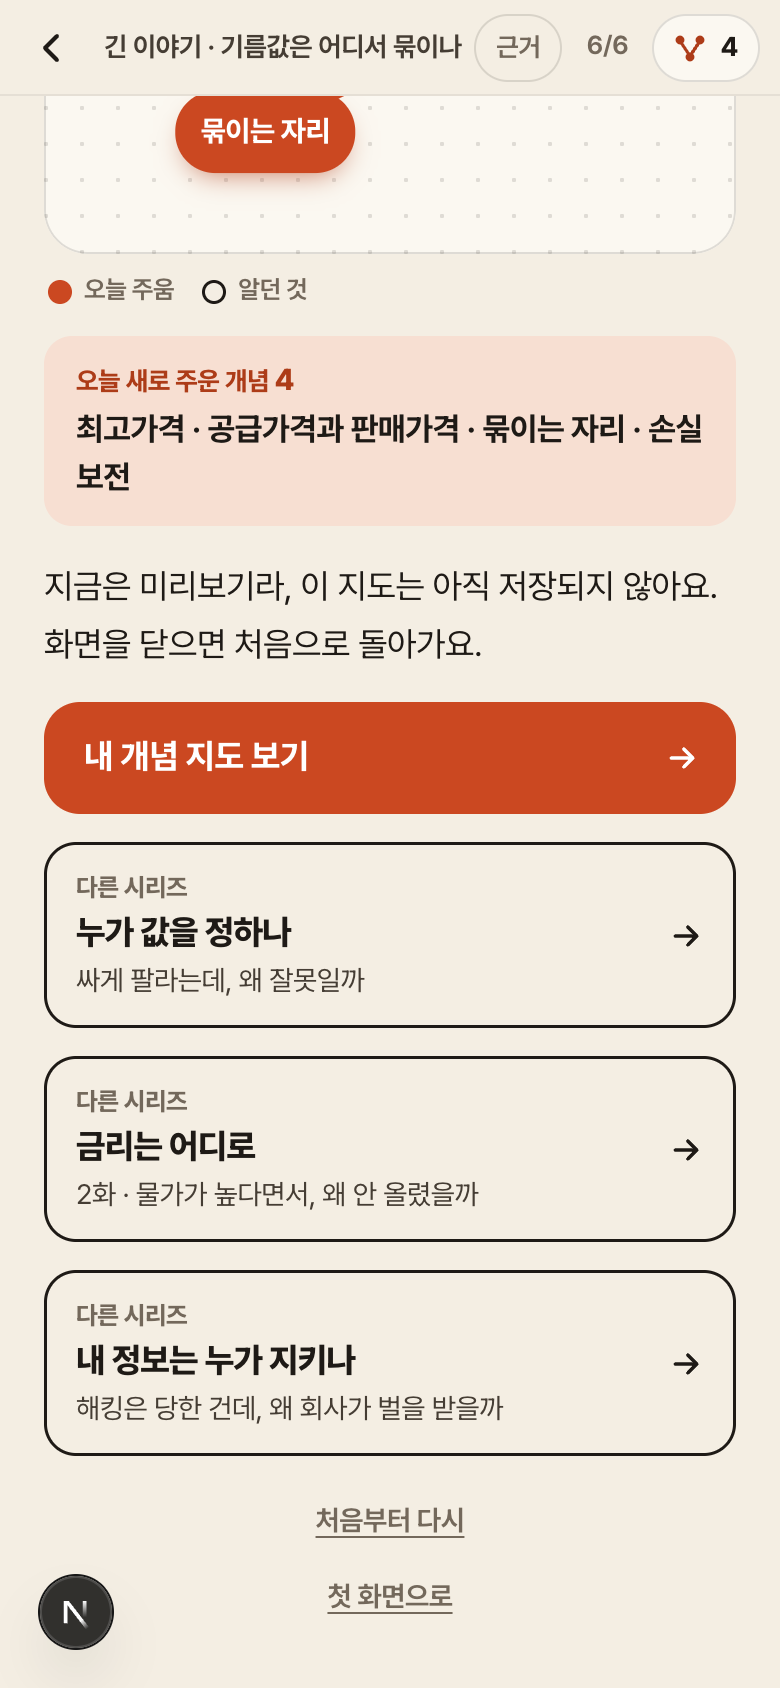 긴 이야기 · 기름값은 어디서 묶이나 근거 6/6 4
묶이는 자리
오늘 주움 알던 것
오늘 새로 주운 개념 4
최고가격 · 공급가격과 판매가격 · 묶이는 자리 · 손실
보전
지금은 미리보기라, 이 지도는 아직 저장되지 않아요.
화면을 닫으면 처음으로 돌아가요.
내 개념 지도 보기
다른 시리즈
누가 값을 정하나
싸게 팔라는데, 왜 잘못일까
다른 시리즈
금리는 어디로
2화 · 물가가 높다면서, 왜 안 올렸을까
다른 시리즈
내 정보는 누가 지키나
해킹은 당한 건데, 왜 회사가 벌을 받을까
처음부터 다시
첫 화면으로
N